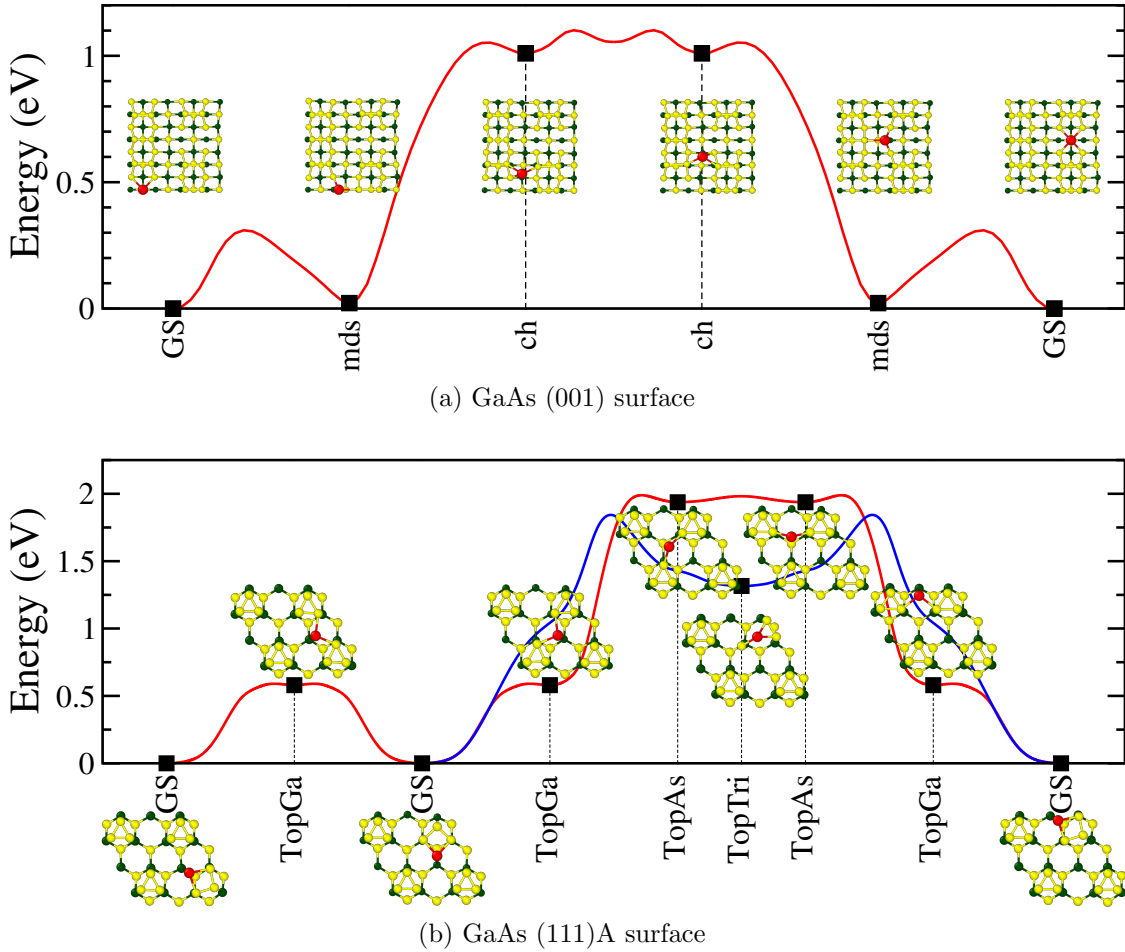 Energy (eV)
1
0.5
0
GS
mds
ch
ch
mds
GS
(a) GaAs (001) surface
Energy (eV)
2
1.5
1
0.5
0
GS
TopGa
GS
TopGa
TopAs
TopTri
TopAs
TopGa
GS
(b) GaAs (111)A surface